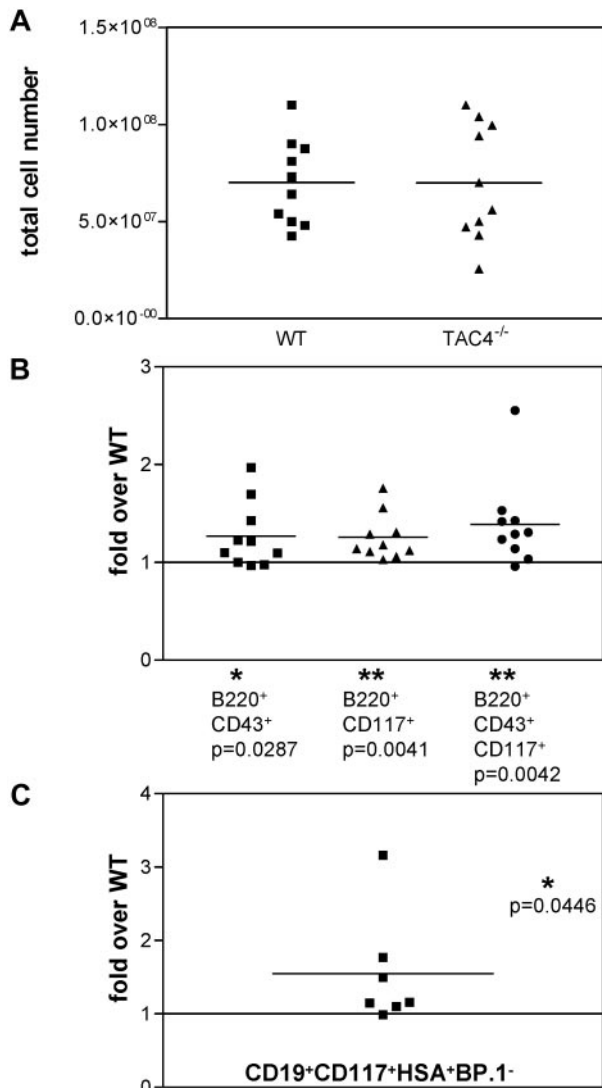 A
total cell number
1.5×10⁰⁸
1.0×10⁰⁸
5.0×10⁰⁷
0.0×10⁻⁰⁰
WT
TAC4⁻/⁻
B
fold over WT
3
2
1
0
* ** **
B220⁺ B220⁺ B220⁺
CD43⁺ CD117⁺ CD43⁺
p=0.0287 p=0.0041 CD117⁺
p=0.0042
C
fold over WT
4
3
2
1
0
*
p=0.0446
CD19⁺CD117⁺HSA⁺BP.1⁻